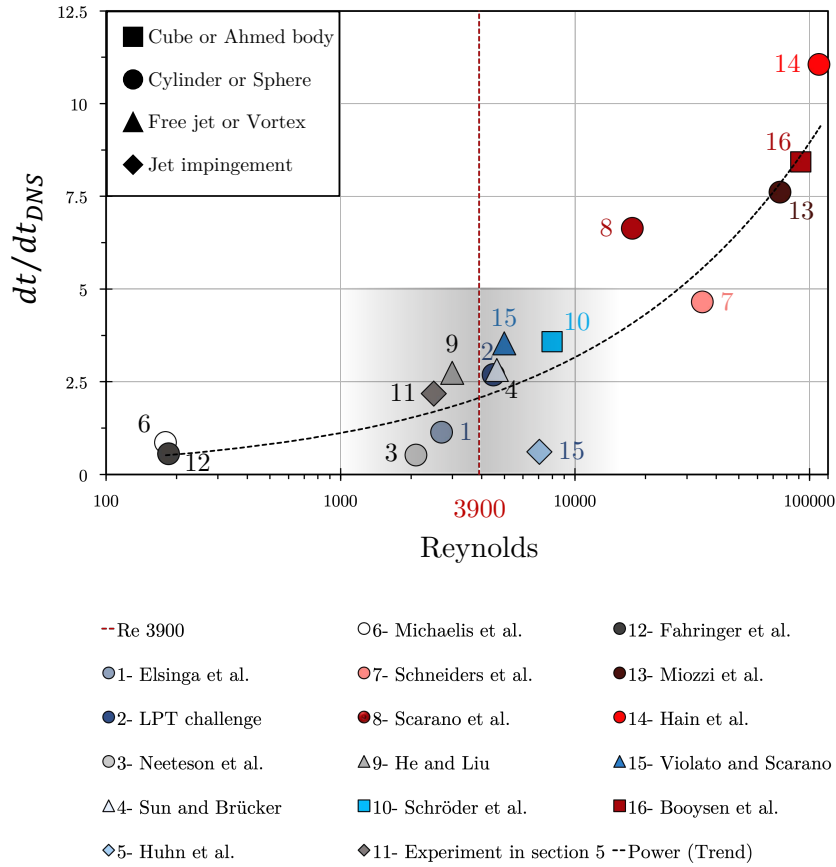 12.5
10
7.5
5
2.5
0
dt/dt_DNS
Cube or Ahmed body
Cylinder or Sphere
Free jet or Vortex
Jet impingement
14
16
13
8
7
15
10
9
2
4
11
1
3
15
6
12
100
1000
10000
100000
3900
Reynolds
Re 3900
6- Michaelis et al.
12- Fahringer et al.
1- Elsinga et al.
7- Schneiders et al.
13- Miozzi et al.
2- LPT challenge
8- Scarano et al.
14- Hain et al.
3- Neeteson et al.
9- He and Liu
15- Violato and Scarano
4- Sun and Brücker
10- Schröder et al.
16- Booysen et al.
5- Huhn et al.
11- Experiment in section 5
Power (Trend)